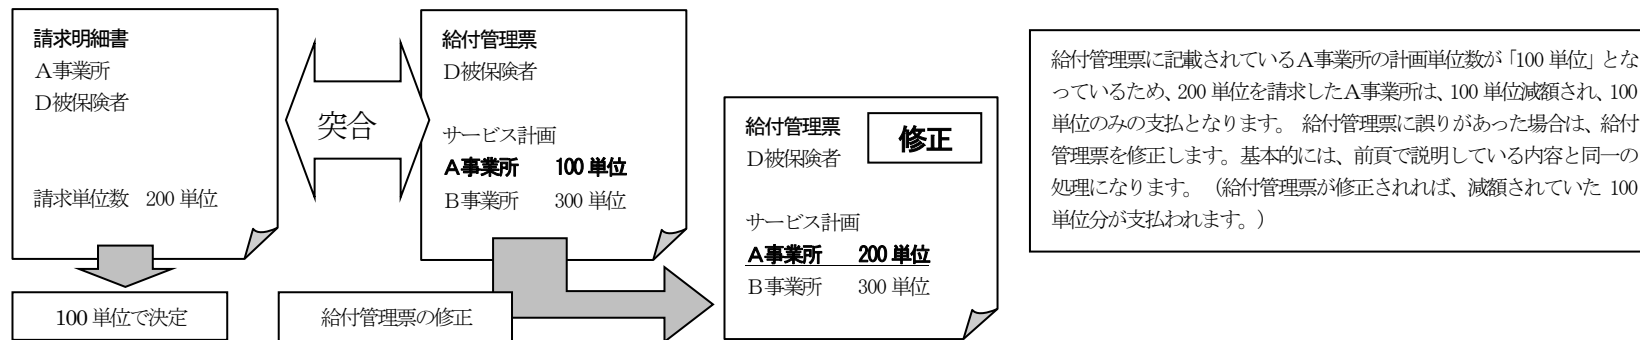 請求明細書
A事業所
D被保険者
請求単位数 200 単位
100 単位で決定
突合
給付管理票
D被保険者
サービス計画
A事業所 100 単位
B事業所 300 単位
給付管理票の修正
給付管理票
修正
D被保険者
サービス計画
A事業所 200 単位
B事業所 300 単位
給付管理票に記載されているA事業所の計画単位数が「100 単位」とな
っているため、200 単位を請求したA事業所は、100 単位減額され、100
単位のみの支払となります。 給付管理票に誤りがあった場合は、給付
管理票を修正します。基本的には、前頁で説明している内容と同一の
処理になります。 (給付管理票が修正されれば、減額されていた 100
単位分が支払われます。)